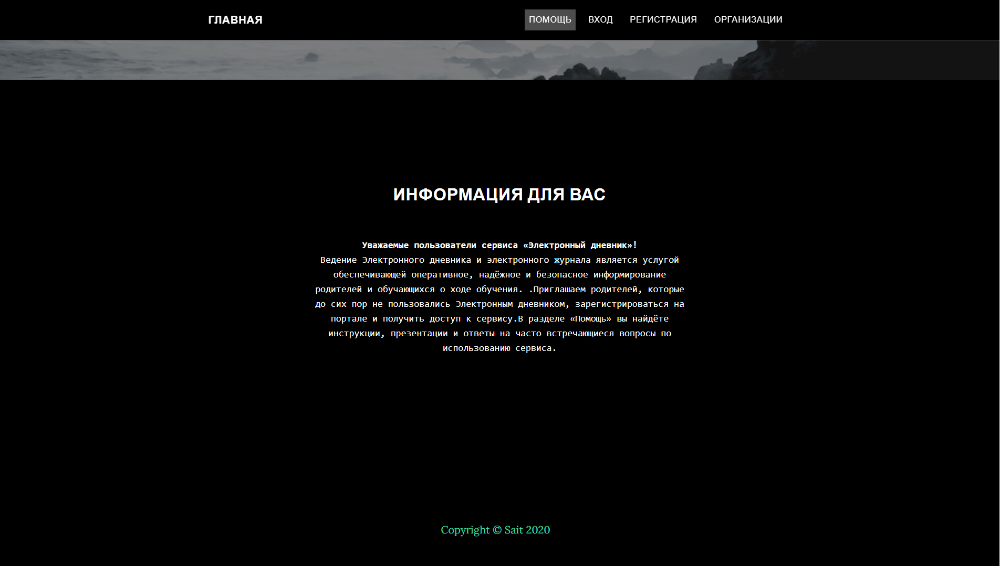 ГЛАВНАЯ
ПОМОЩЬ
ВХОД
РЕГИСТРАЦИЯ
ОРГАНИЗАЦИИ
ИНФОРМАЦИЯ ДЛЯ ВАС
Уважаемые пользователи сервиса «Электронный дневник»!
Ведение Электронного дневника и электронного журнала является услугой
обеспечивающей оперативное, надёжное и безопасное информирование
родителей и обучающихся о ходе обучения. .Приглашаем родителей, которые
до сих пор не пользовались Электронным дневником, зарегистрироваться на
портале и получить доступ к сервису.В разделе «Помощь» вы найдёте
инструкции, презентации и ответы на часто встречающиеся вопросы по
использованию сервиса.
Copyright © Sait 2020